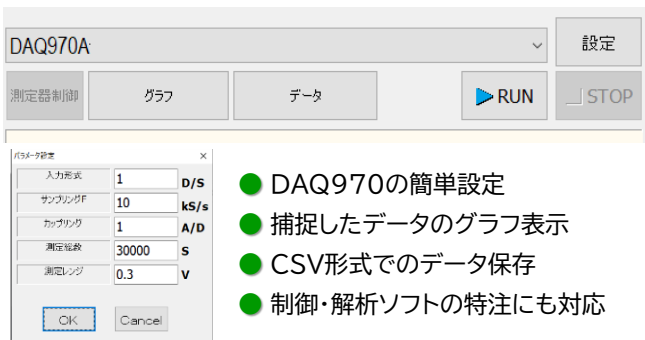 DAQ970A
設定
測定器制御
グラフ
データ
RUN
STOP
パラメータ設定
×
入力形式 1 D/S
サンプリングF 10 kS/s
カップリング 1 A/D
測定総数 30000 S
測定レンジ 0.3 V
OK Cancel
DAQ970の簡単設定
捕捉したデータのグラフ表示
CSV形式でのデータ保存
制御・解析ソフトの特注にも対応